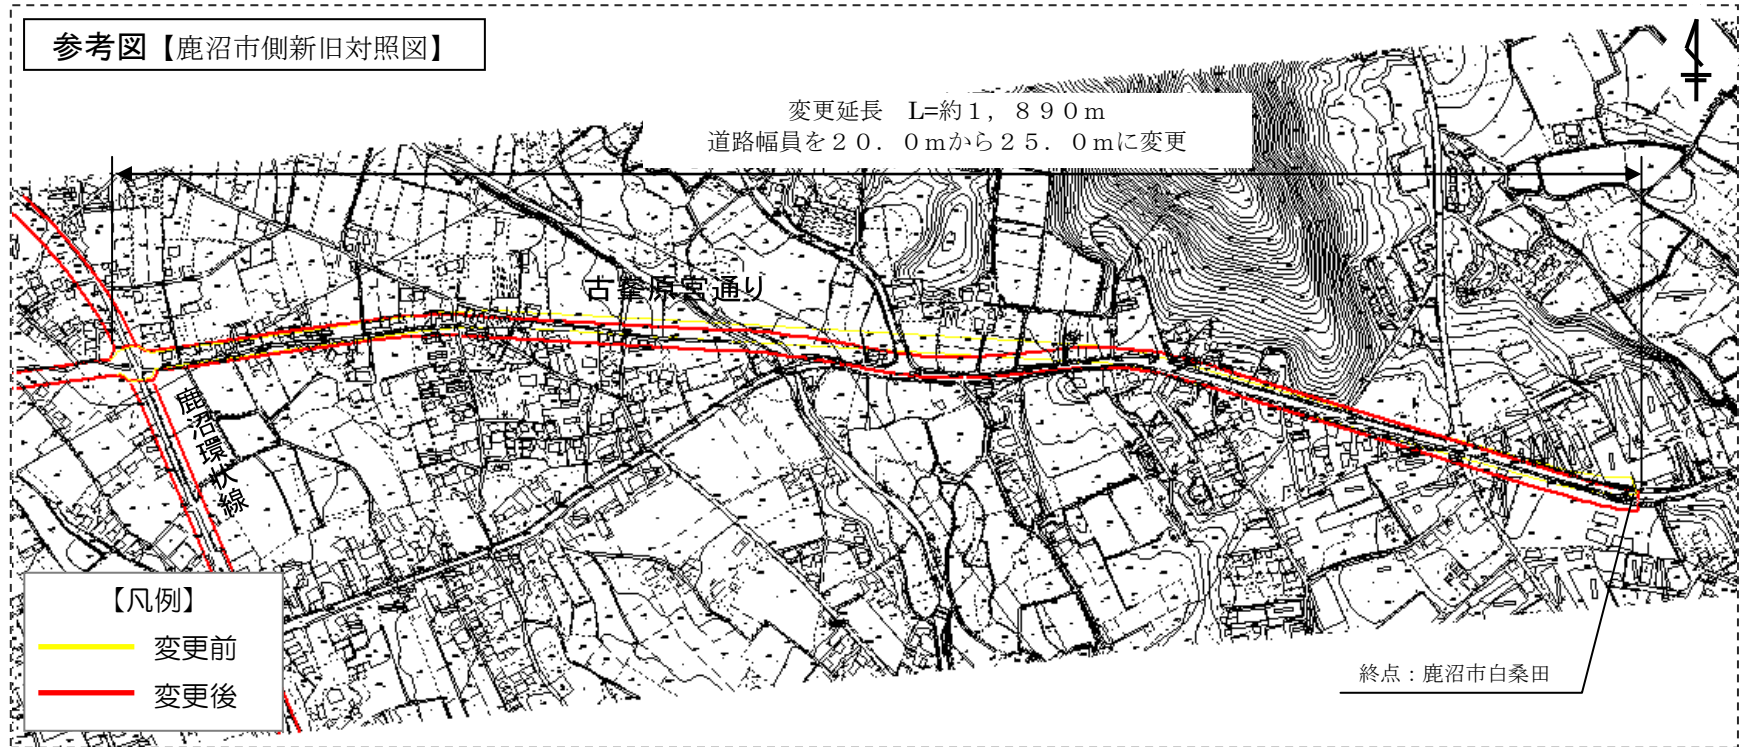 参考図【鹿沼市側新旧対照図】
変更延長　L=約１，８９０ｍ
道路幅員を２０．０ｍから２５．０ｍに変更
古峯原宮通り
鹿沼環状線
【凡例】
変更前
変更後
終点：鹿沼市白桑田